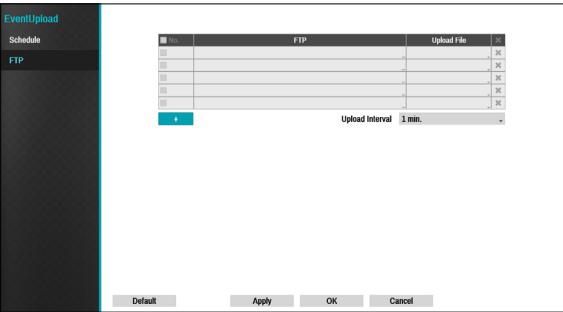 EventUpload
Schedule
FTP
No. FTP Upload File
+ Upload Interval 1 min.
Default Apply OK Cancel